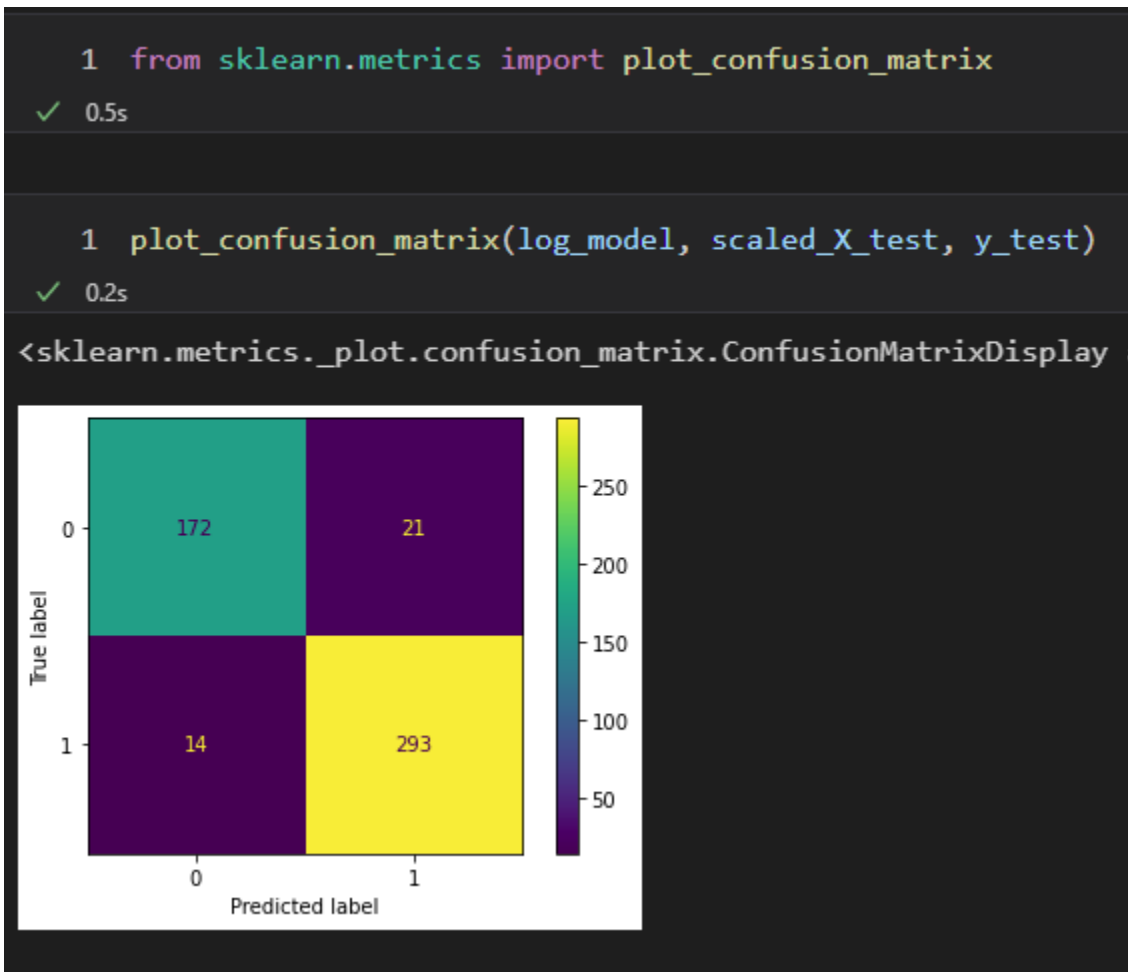 1 from sklearn.metrics import plot_confusion_matrix
✓ 0.5s
1 plot_confusion_matrix(log_model, scaled_X_test, y_test)
✓ 0.2s
<sklearn.metrics._plot.confusion_matrix.ConfusionMatrixDisplay
250
0 172 21
200
True label
150
100
1 14 293
50
0 1
Predicted label